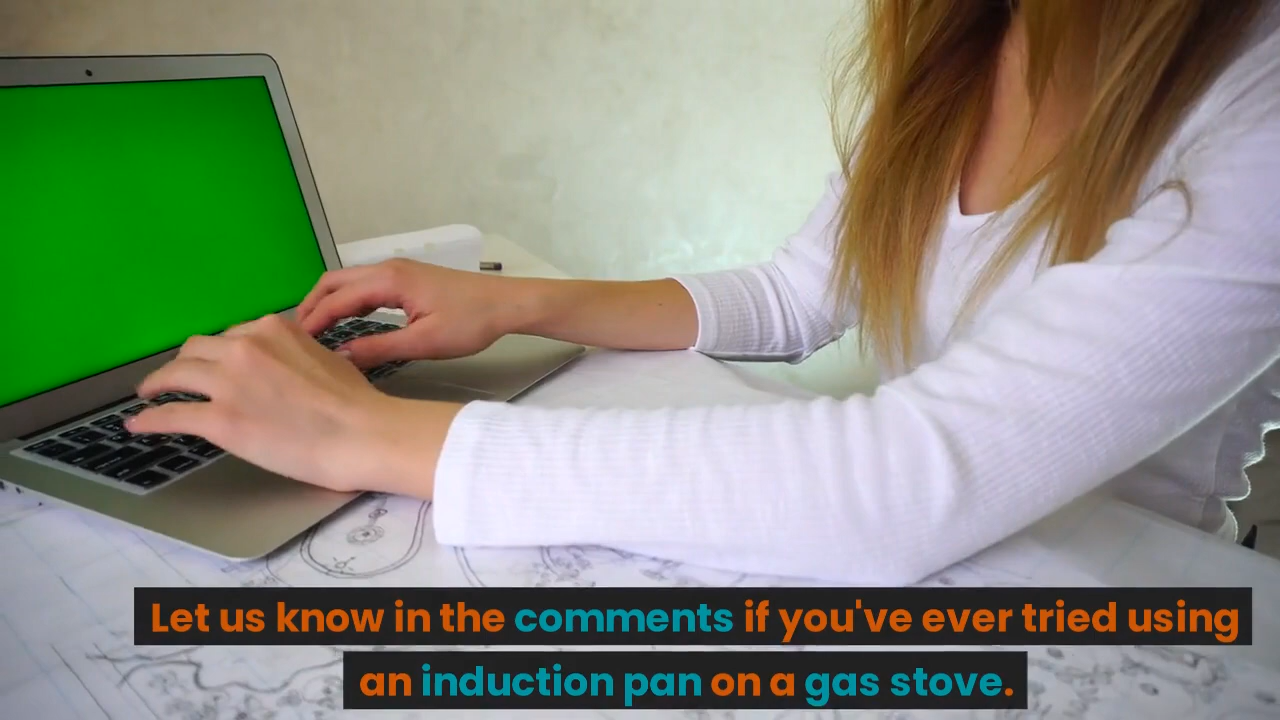 Let us know in the comments if you've ever tried using
an induction pan on a gas stove.